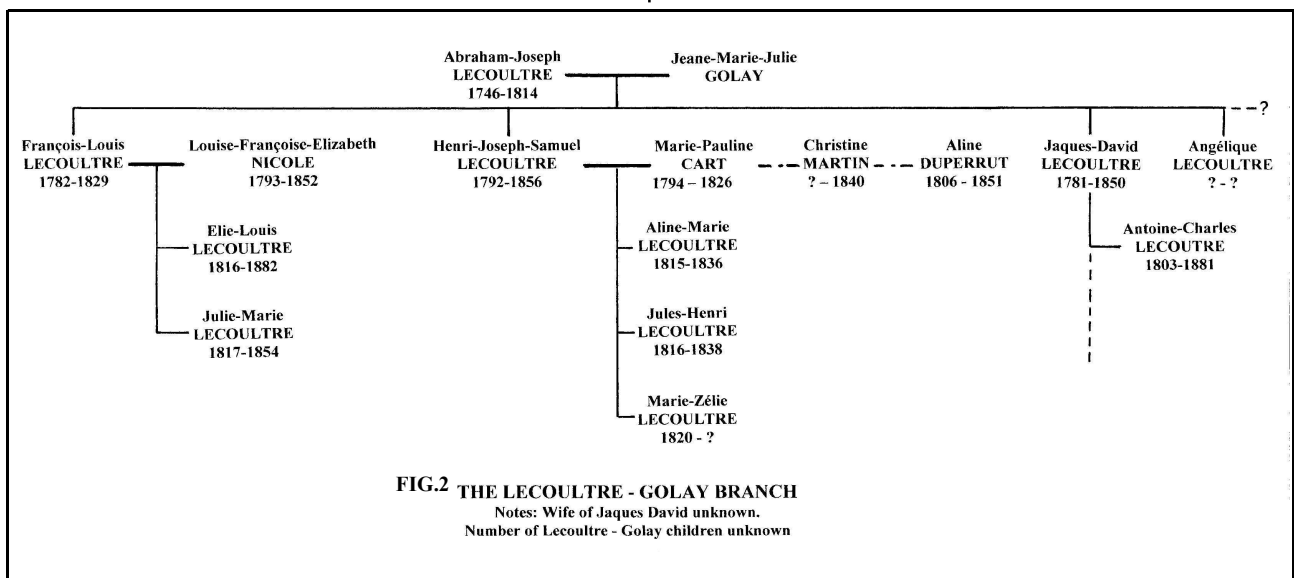 Abraham-Joseph
LECOULTRE
1746-1814
Jeane-Marie-Julie
GOLAY
?
François-Louis
LECOULTRE
1782-1829
Louise-Françoise-Elizabeth
NICOLE
1793-1852
Henri-Joseph-Samuel
LECOULTRE
1792-1856
Marie-Pauline
CART
1794 – 1826
Christine
MARTIN
? – 1840
Aline
DUPERRUT
1806 - 1851
Jaques-David
LECOULTRE
1781-1850
Angélique
LECOULTRE
? - ?
Elie-Louis
LECOULTRE
1816-1882
Aline-Marie
LECOULTRE
1815-1836
Antoine-Charles
LECOUTRE
1803-1881
Julie-Marie
LECOULTRE
1817-1854
Jules-Henri
LECOULTRE
1816-1838
Marie-Zélie
LECOULTRE
1820 - ?
FIG.2 THE LECOULTRE - GOLAY BRANCH
Notes: Wife of Jaques David unknown.
Number of Lecoultre - Golay children unknown